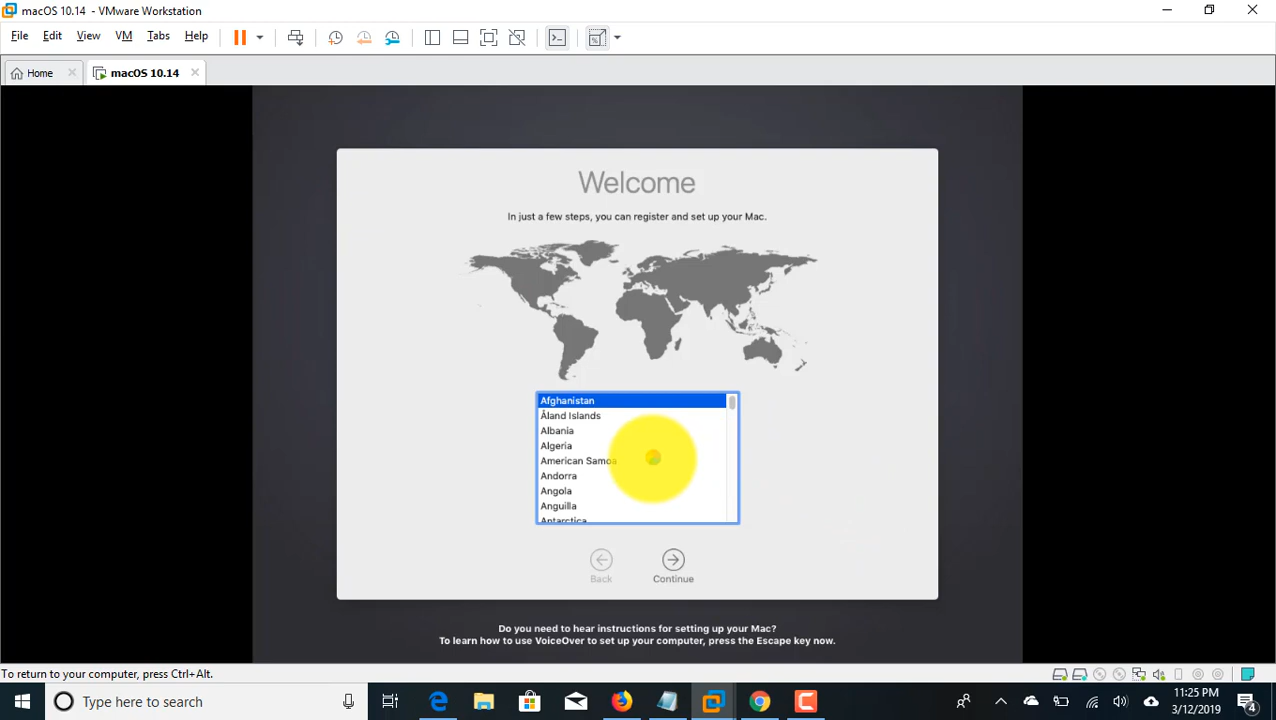 macOS 10.14 - VMware Workstation
File Edit View VM Tabs Help
Home macOS 10.14
Welcome
In just a few steps, you can register and set up your Mac.
Afghanistan
Åland Islands
Albania
Algeria
American Samoa
Andorra
Angola
Anguilla
Antarctica
Back Continue
Do you need to hear instructions for setting up your Mac?
To learn how to use VoiceOver to set up your computer, press the Escape key now.
To return to your computer, press Ctrl+Alt.
Type here to search
11:25 PM
3/12/2019
4